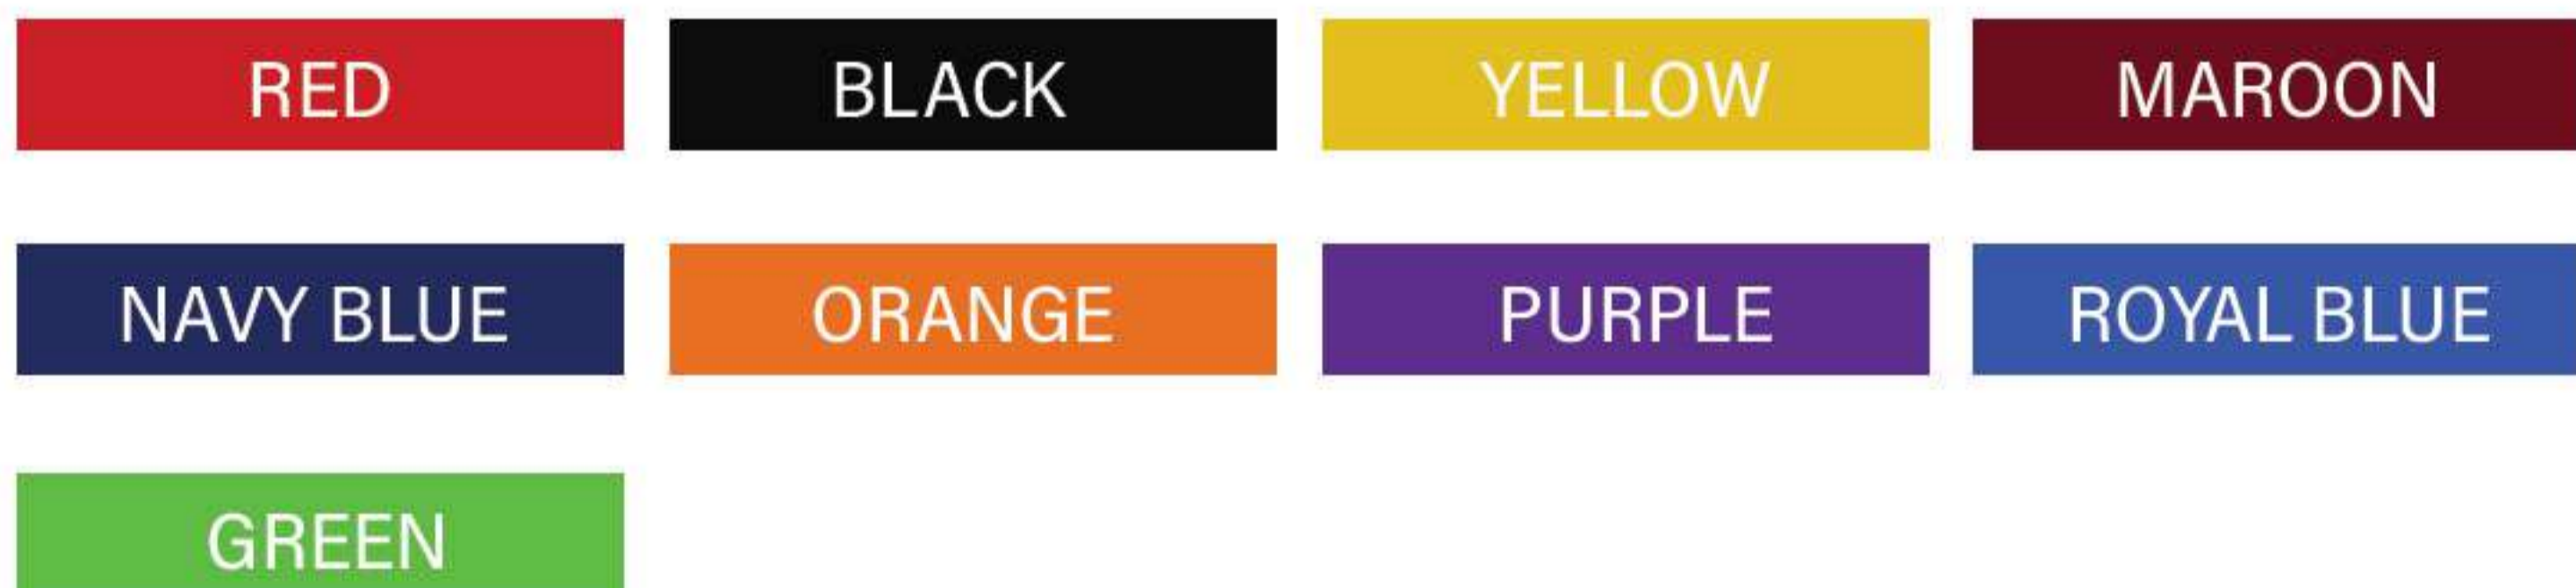 RED BLACK YELLOW MAROON
NAVY BLUE ORANGE PURPLE ROYAL BLUE
GREEN